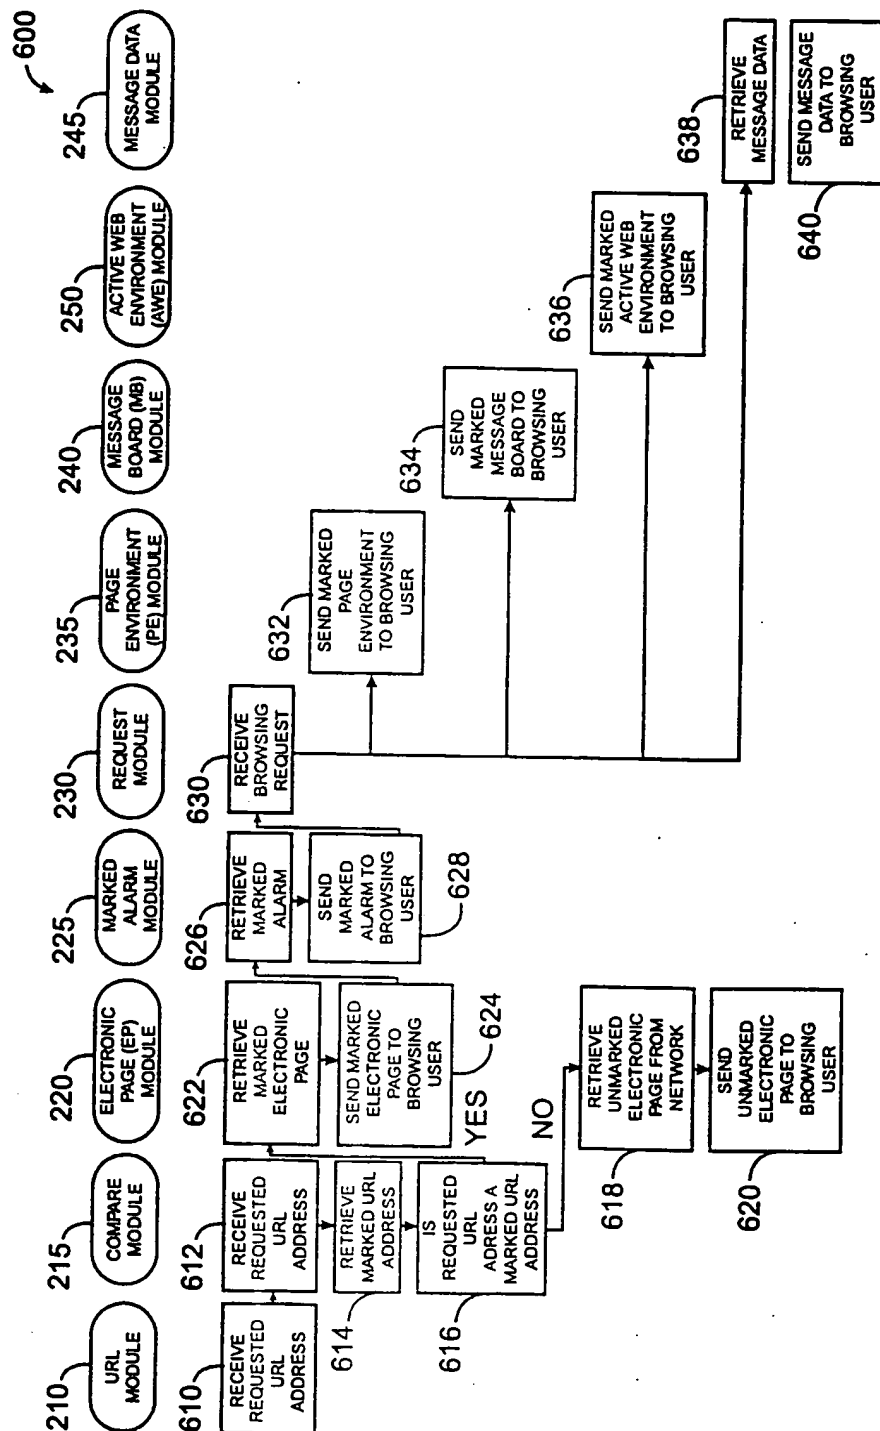 600
210
URL
MODULE
215
COMPARE
MODULE
220
ELECTRONIC
PAGE (EP)
MODULE
225
MARKED
ALARM
MODULE
230
REQUEST
MODULE
235
PAGE
ENVIRONMENT
(PE) MODULE
240
MESSAGE
BOARD (MB)
MODULE
250
ACTIVE WEB
ENVIRONMENT
(AWE) MODULE
245
MESSAGE DATA
MODULE
610
RECEIVE
REQUESTED
URL
ADDRESS
612
RECEIVE
REQUESTED URL
ADDRESS
614
RETRIEVE
MARKED URL
ADDRESS
616
IS
REQUESTED
URL
ADRESS A
MARKED URL
ADDRESS
YES
NO
618
RETRIEVE
UNMARKED
ELECTRONIC
PAGE FROM
NETWORK
620
SEND
UNMARKED
ELECTRONIC
PAGE TO
BROWSING
USER
622
RETRIEVE
MARKED
ELECTRONIC
PAGE
624
SEND MARKED
ELECTRONIC
PAGE TO
BROWSING
USER
626
RETRIEVE
MARKED
ALARM
628
SEND
MARKED
ALARM TO
BROWSING
USER
630
RECEIVE
BROWSING
REQUEST
632
SEND MARKED
PAGE
ENVIRONMENT
TO BROWSING
USER
634
SEND
MARKED
MESSAGE
BOARD TO
BROWSING
USER
636
SEND MARKED
ACTIVE WEB
ENVIRONMENT
TO BROWSING
USER
638
RETRIEVE
MESSAGE DATA
640
SEND MESSAGE
DATA TO
BROWSING
USER